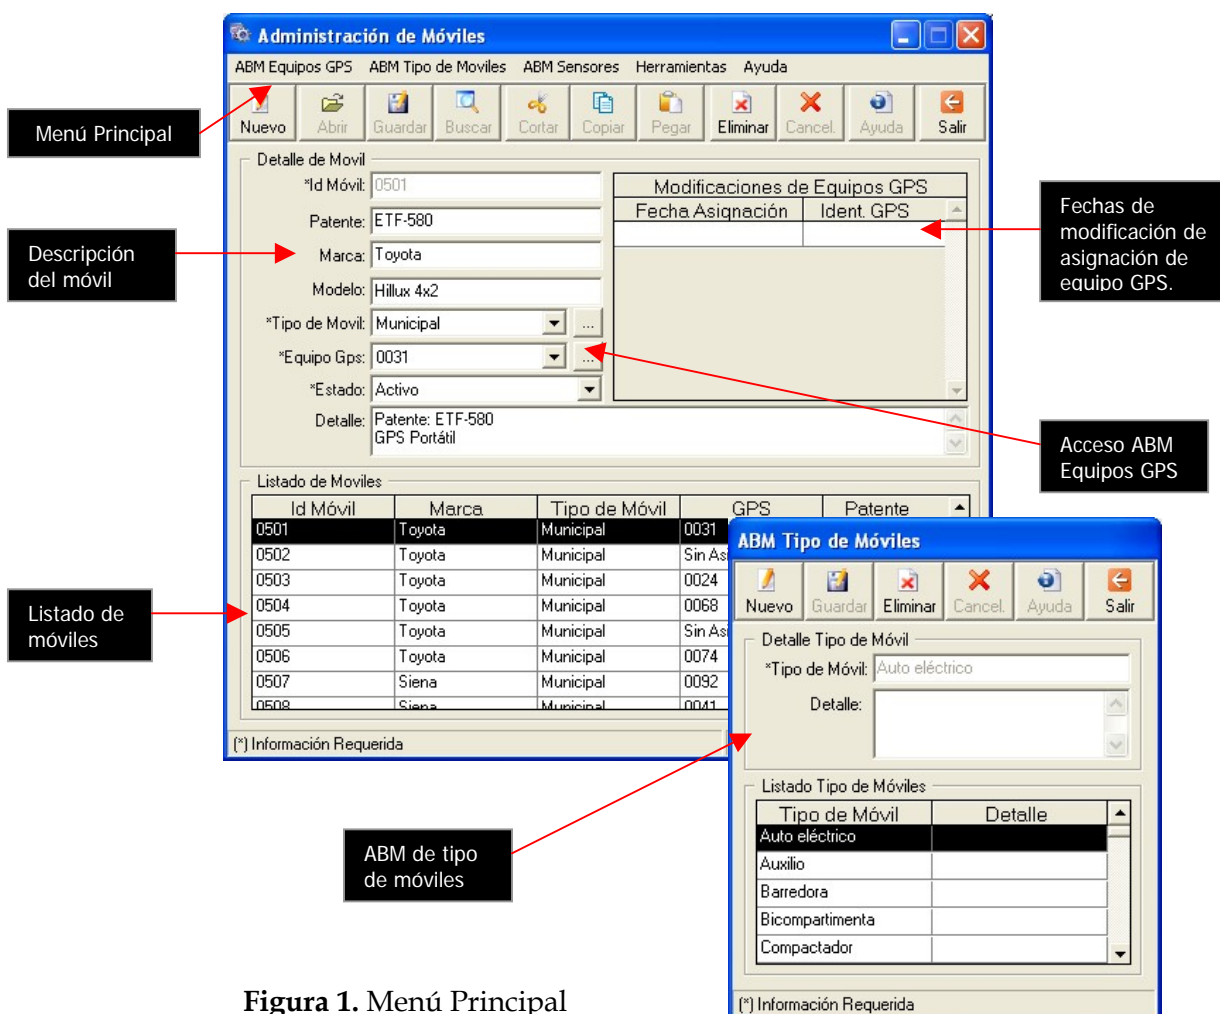 Administración de Móviles
ABM Equipos GPS ABM Tipo de Moviles ABM Sensores Herramientas Ayuda
Nuevo Abrir Guardar Buscar Cortar Copiar Pegar Eliminar Cancel. Ayuda Salir
Menú Principal
Detalle de Movil
*Id Móvil: 0501
Patente: ETF-580
Marca: Toyota
Modelo: Hillux 4x2
*Tipo de Movil: Municipal ...
*Equipo Gps: 0031 ...
*Estado: Activo
Detalle: Patente: ETF-580
GPS Portátil
Modificaciones de Equipos GPS
Fecha Asignación Ident. GPS
Descripción
del móvil
Fechas de
modificación de
asignación de
equipo GPS.
Acceso ABM
Equipos GPS
Listado de Moviles
Id Móvil Marca Tipo de Móvil GPS Patente
0501 Toyota Municipal 0031
0502 Toyota Municipal Sin Asi
0503 Toyota Municipal 0024
0504 Toyota Municipal 0068
0505 Toyota Municipal Sin Asi
0506 Toyota Municipal 0074
0507 Siena Municipal 0092
0508 Siena Municipal 0041
(*) Información Requerida
Listado de
móviles
ABM Tipo de Móviles
Nuevo Guardar Eliminar Cancel. Ayuda Salir
Detalle Tipo de Móvil
*Tipo de Móvil: Auto eléctrico
Detalle:
Listado Tipo de Móviles
Tipo de Móvil Detalle
Auto eléctrico
Auxilio
Barredora
Bicompartimenta
Compactador
(*) Información Requerida
ABM de tipo
de móviles
Figura 1. Menú Principal